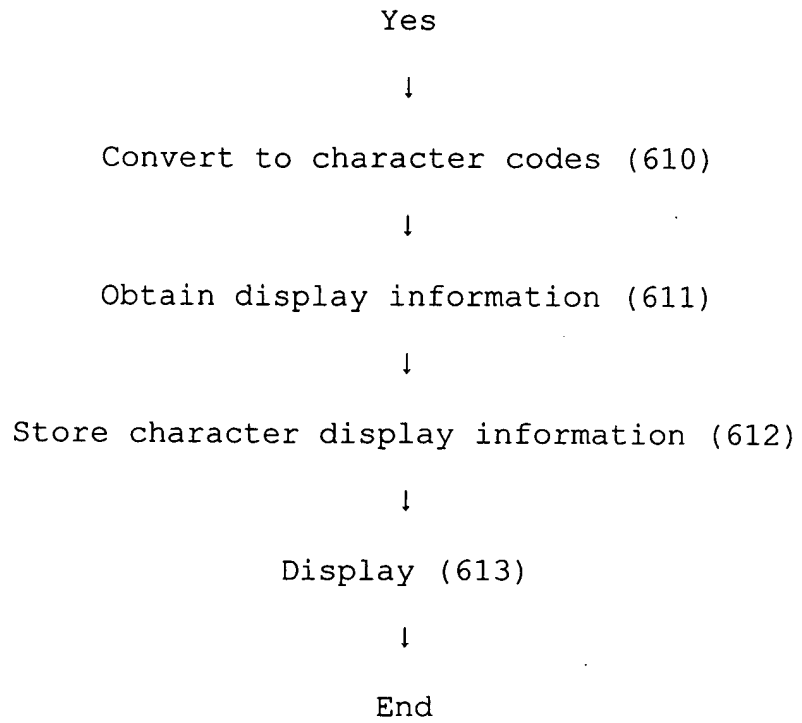 Yes
↓
Convert to character codes (610)
↓
Obtain display information (611)
↓
Store character display information (612)
↓
Display (613)
↓
End